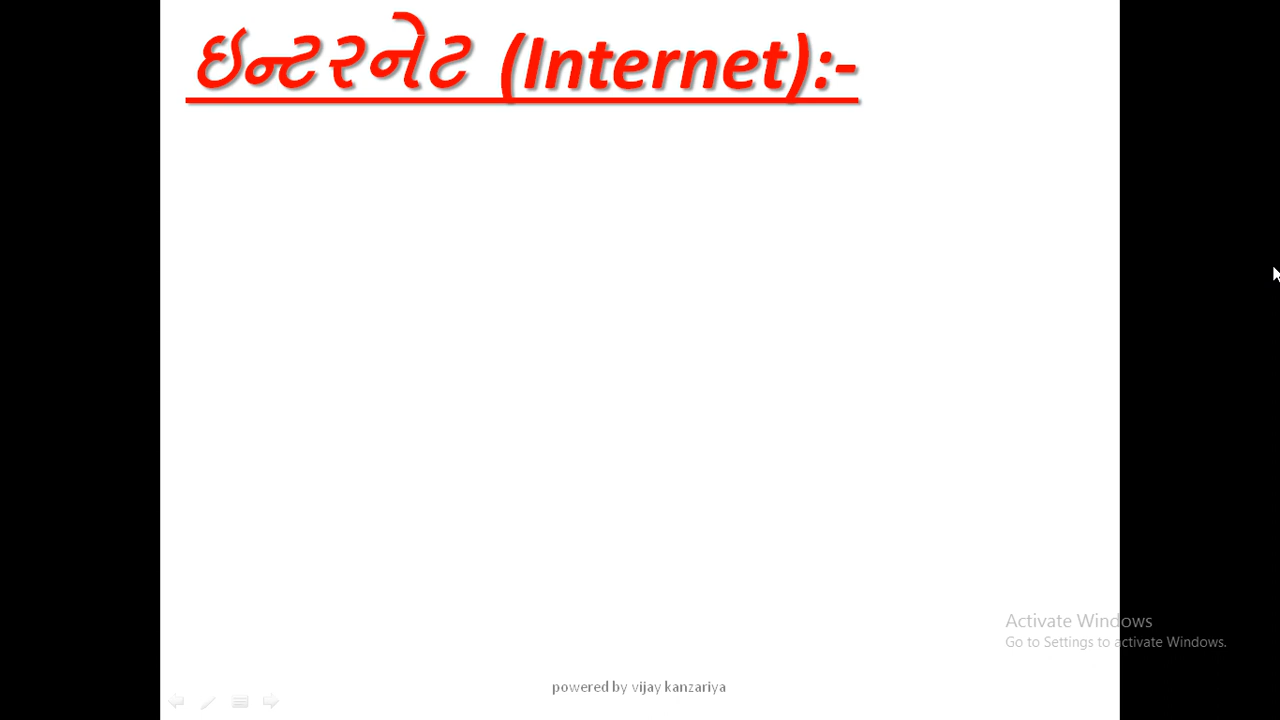 ઇન્ટરનેટ (Internet):-
Activate Windows
Go to Settings to activate Windows.
powered by vijay kanzariya